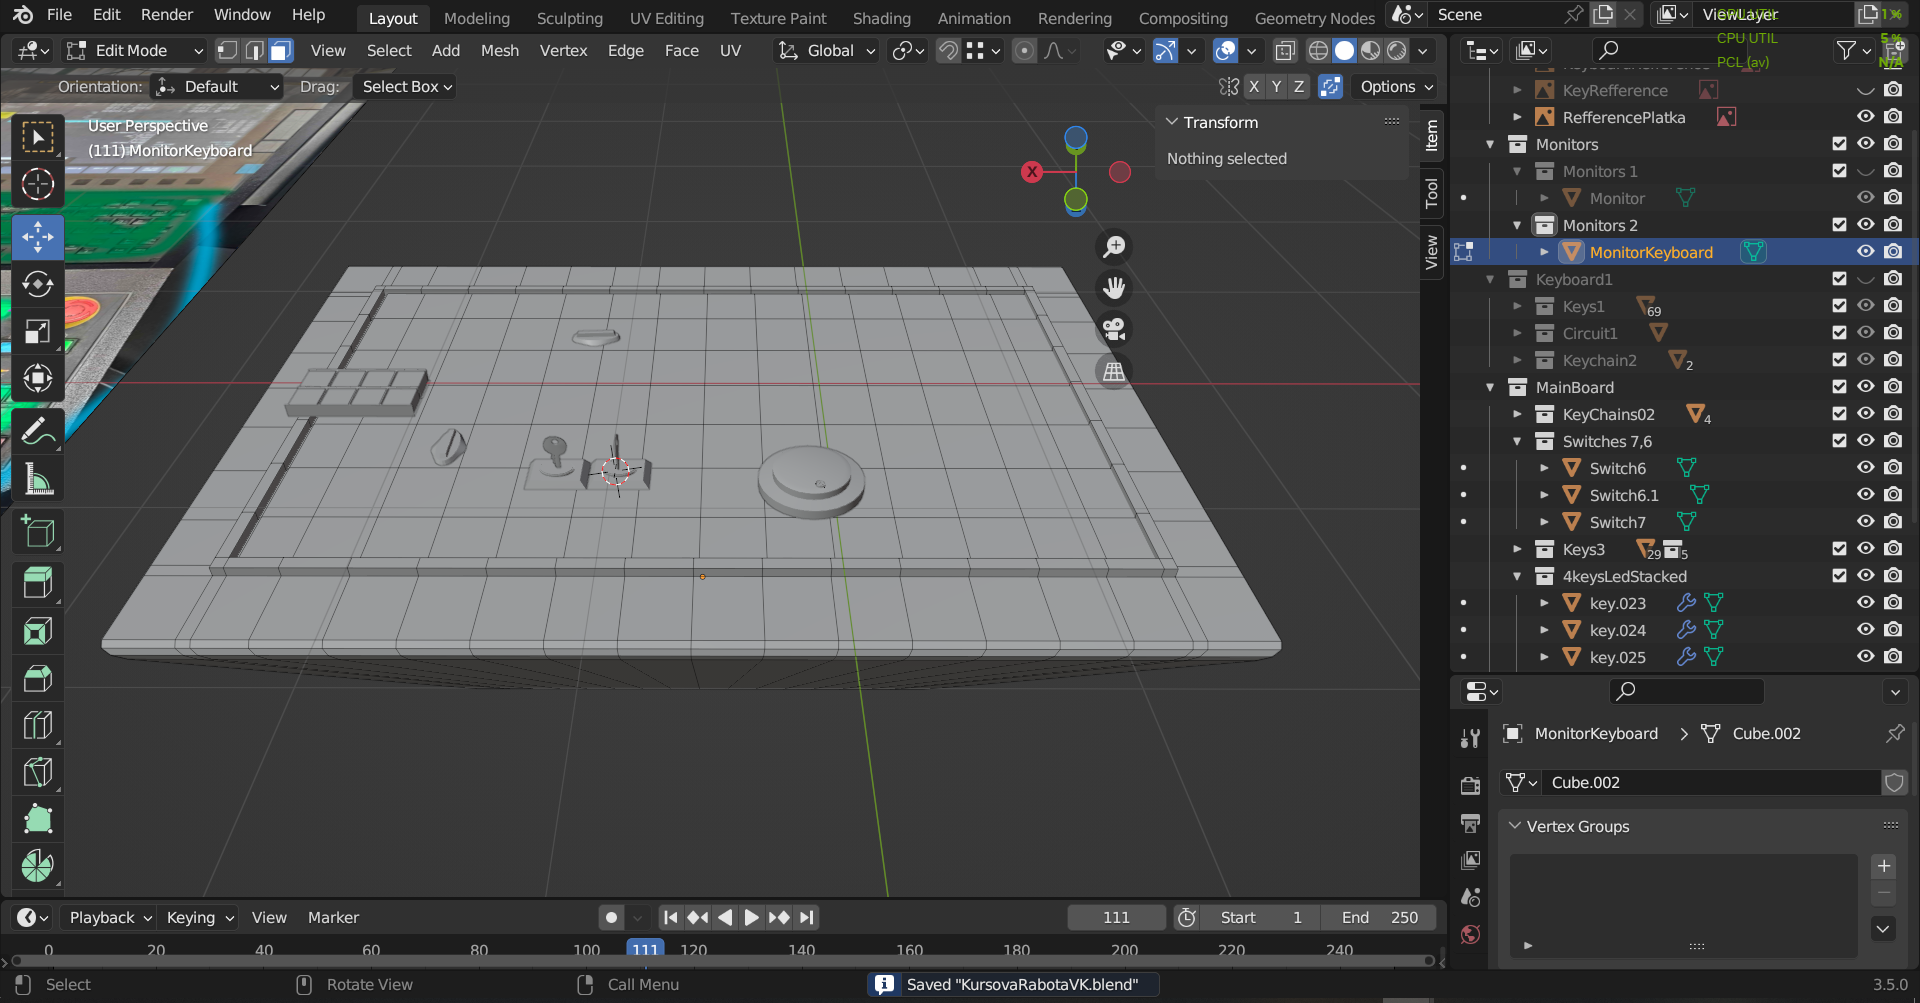 File Edit Render Window Help Layout Modeling Sculpting UV Editing Texture Paint Shading Animation Rendering Compositing Geometry Nodes Scene ViewLayer
Edit Mode View Select Add Mesh Vertex Edge Face UV Global
CPU UTIL 5%
PCL (av) N/A
Orientation: Default Drag: Select Box X Y Z Options
User Perspective
(111) MonitorKeyboard
Transform
Nothing selected
Item
Tool
View
X
KeyRefference
RefferencePlatka
Monitors
Monitors 1
Monitor
Monitors 2
MonitorKeyboard
Keyboard1
Keys1 69
Circuit1
Keychain2 2
MainBoard
KeyChains02 4
Switches 7,6
Switch6
Switch6.1
Switch7
Keys3 29 5
4keysLedStacked
key.023
key.024
key.025
MonitorKeyboard > Cube.002
Cube.002
Vertex Groups
Playback Keying View Marker 111 Start 1 End 250
0 20 40 60 80 100 111 120 140 160 180 200 220 240
Select Rotate View Call Menu Saved "KursovaRabotaVK.blend" 3.5.0